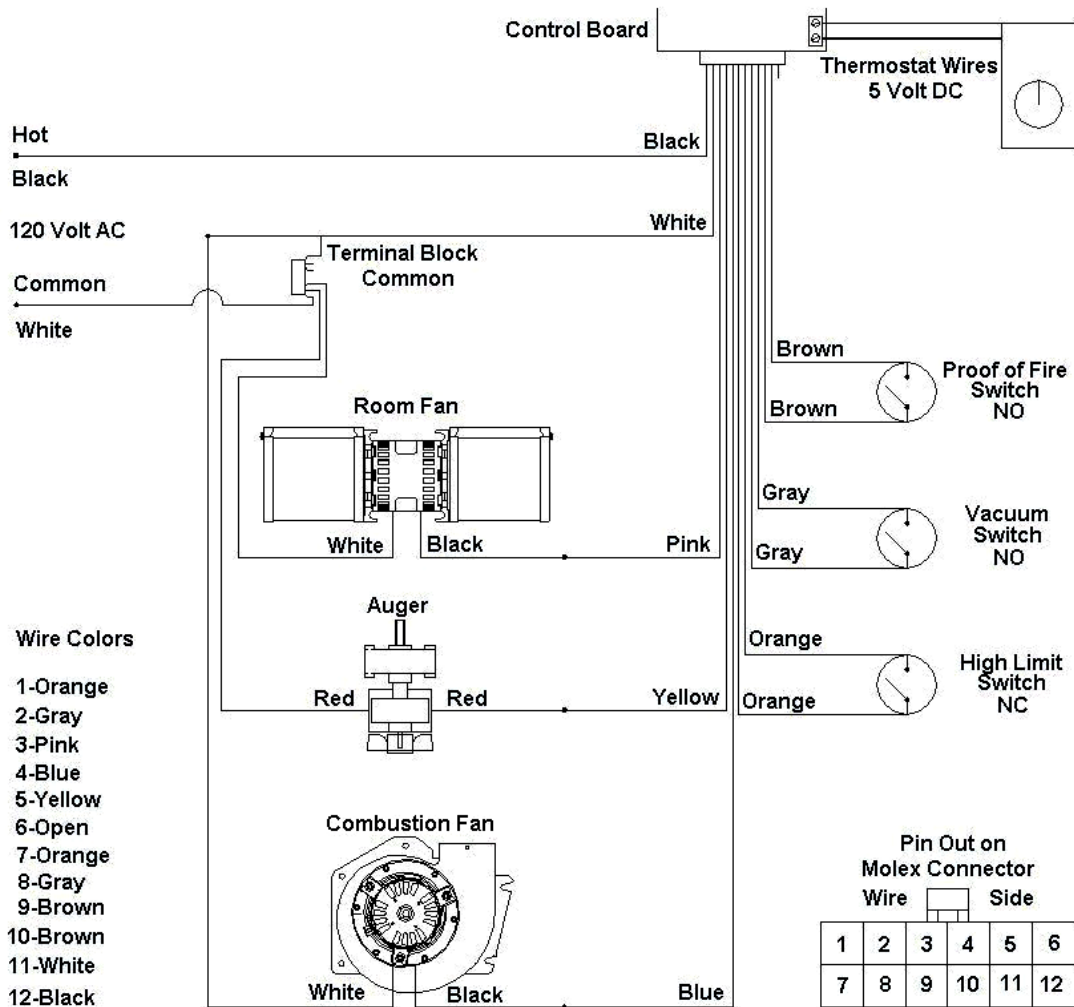 Control Board
Thermostat Wires
5 Volt DC
Hot
Black
Black
120 Volt AC
White
Terminal Block
Common
Common
White
Brown
Brown
Proof of Fire
Switch
NO
Room Fan
Gray
Gray
Vacuum
Switch
NO
White
Black
Pink
Auger
Orange
Orange
High Limit
Switch
NC
Red
Red
Yellow
Wire Colors
1-Orange
2-Gray
3-Pink
4-Blue
5-Yellow
6-Open
7-Orange
8-Gray
9-Brown
10-Brown
11-White
12-Black
Combustion Fan
White
Black
Blue
Pin Out on
Molex Connector
Wire Side
1 2 3 4 5 6
7 8 9 10 11 12